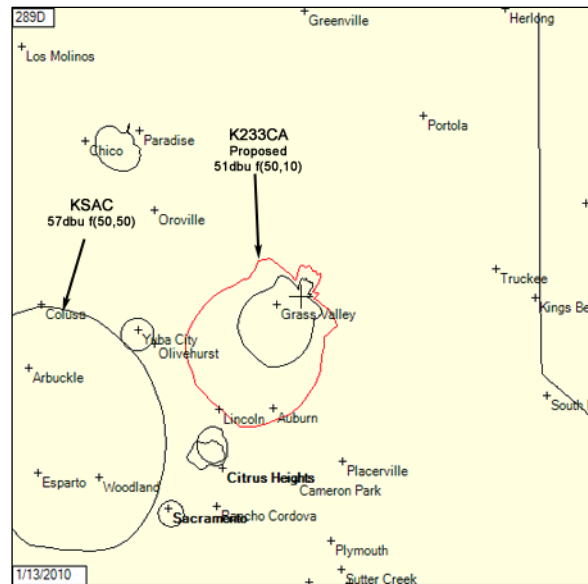 289D
Greenville
Herlong
Los Molinos
Portola
K233CA
Proposed
51dbu f(50,10)
Paradise
Chico
KSAC
57dbu f(50,50)
Oroville
Truckee
Kings Be
Colusa
Grass Valley
Yuba City
Olivehurst
Arbuckle
South
Lincoln
Auburn
Placerville
Esparto
Woodland
Citrus Heights
Cameron Park
Sacramento
Rancho Cordova
Plymouth
1/13/2010
Sutter Creek